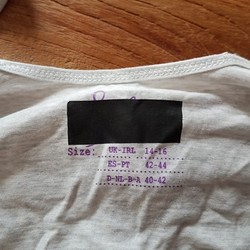 Size: UK-IRL 14-16
ES-PT 42-44
D-NL-B-A 40-42